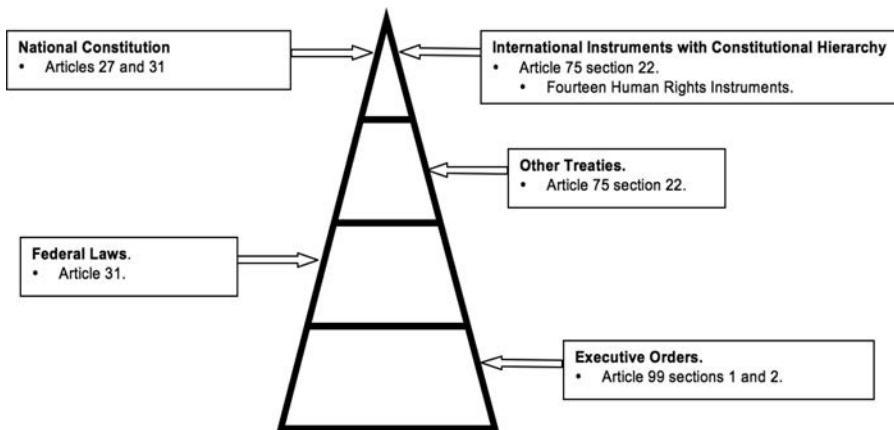 National Constitution
• Articles 27 and 31
International Instruments with Constitutional Hierarchy
• Article 75 section 22.
• Fourteen Human Rights Instruments.
Other Treaties.
• Article 75 section 22.
Federal Laws.
• Article 31.
Executive Orders.
• Article 99 sections 1 and 2.